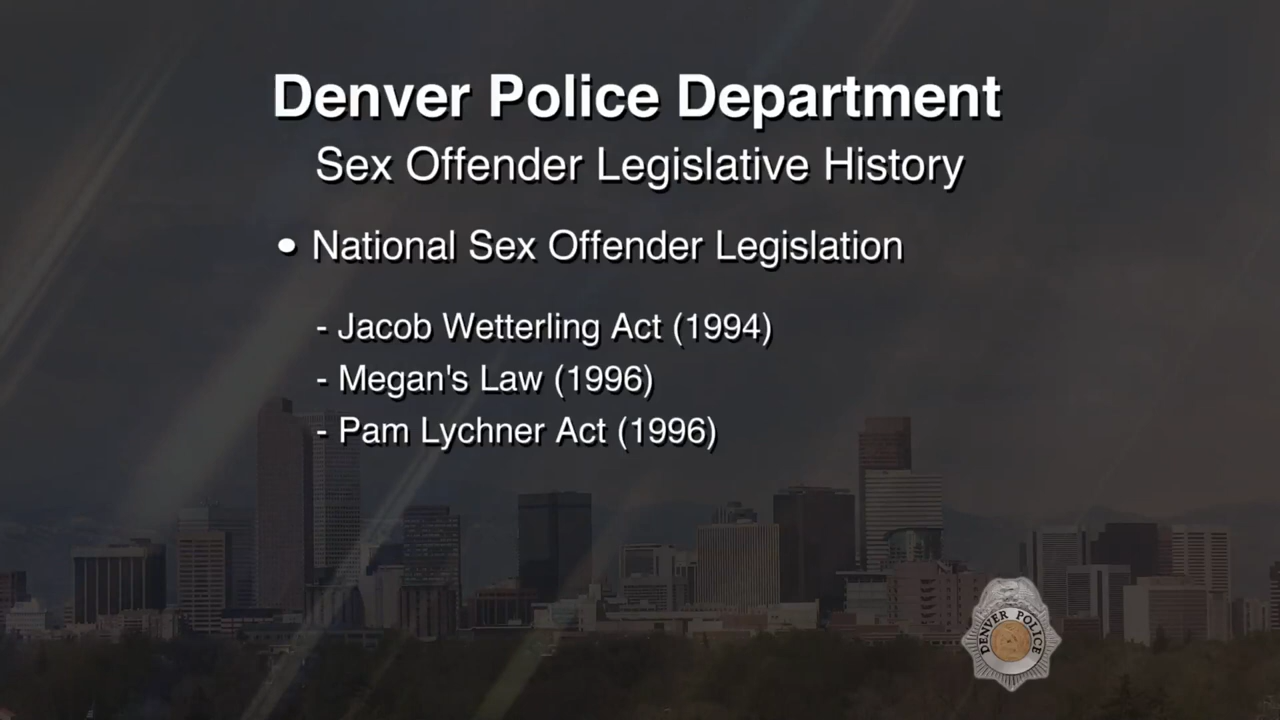 Denver Police Department
Sex Offender Legislative History
• National Sex Offender Legislation
- Jacob Wetterling Act (1994)
- Megan's Law (1996)
- Pam Lychner Act (1996)
DENVER POLICE